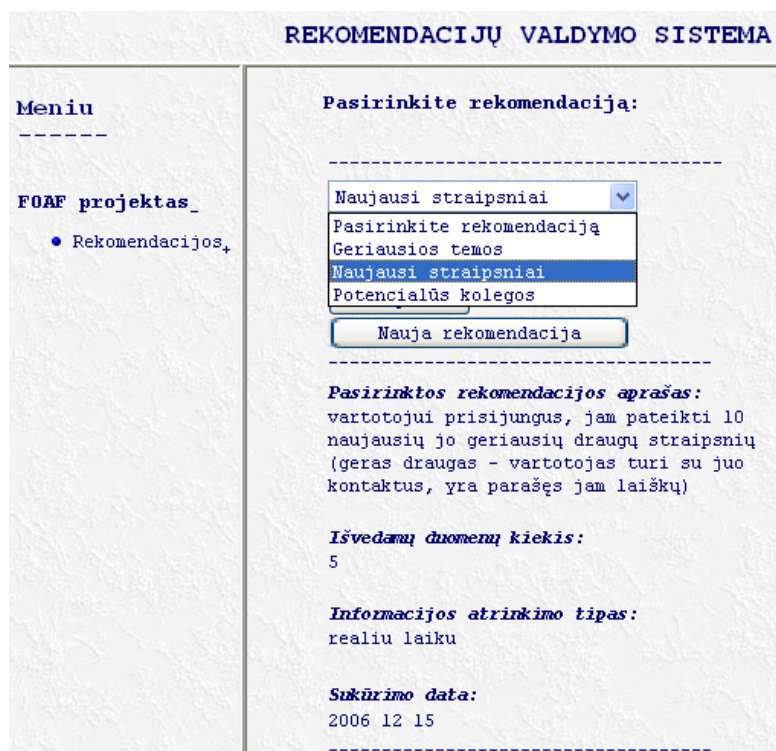 REKOMENDACIJŲ VALDYMO SISTEMA
Meniu
------
FOAF projektas_
Rekomendacijos+
Pasirinkite rekomendaciją:
-------------------------------------
Naujausi straipsniai
Pasirinkite rekomendaciją
Geriausios temos
Naujausi straipsniai
Potencialūs kolegos
Nauja rekomendacija
------------------------------------
Pasirinktos rekomendacijos aprašas:
vartotojui prisijungus, jam pateikti 10
naujausių jo geriausių draugų straipsnių
(geras draugas - vartotojas turi su juo
kontaktus, yra parašęs jam laiškų)
Išvedamų duomenų kiekis:
5
Informacijos atrinkimo tipas:
realiu laiku
Sukūrimo data:
2006 12 15
------------------------------------